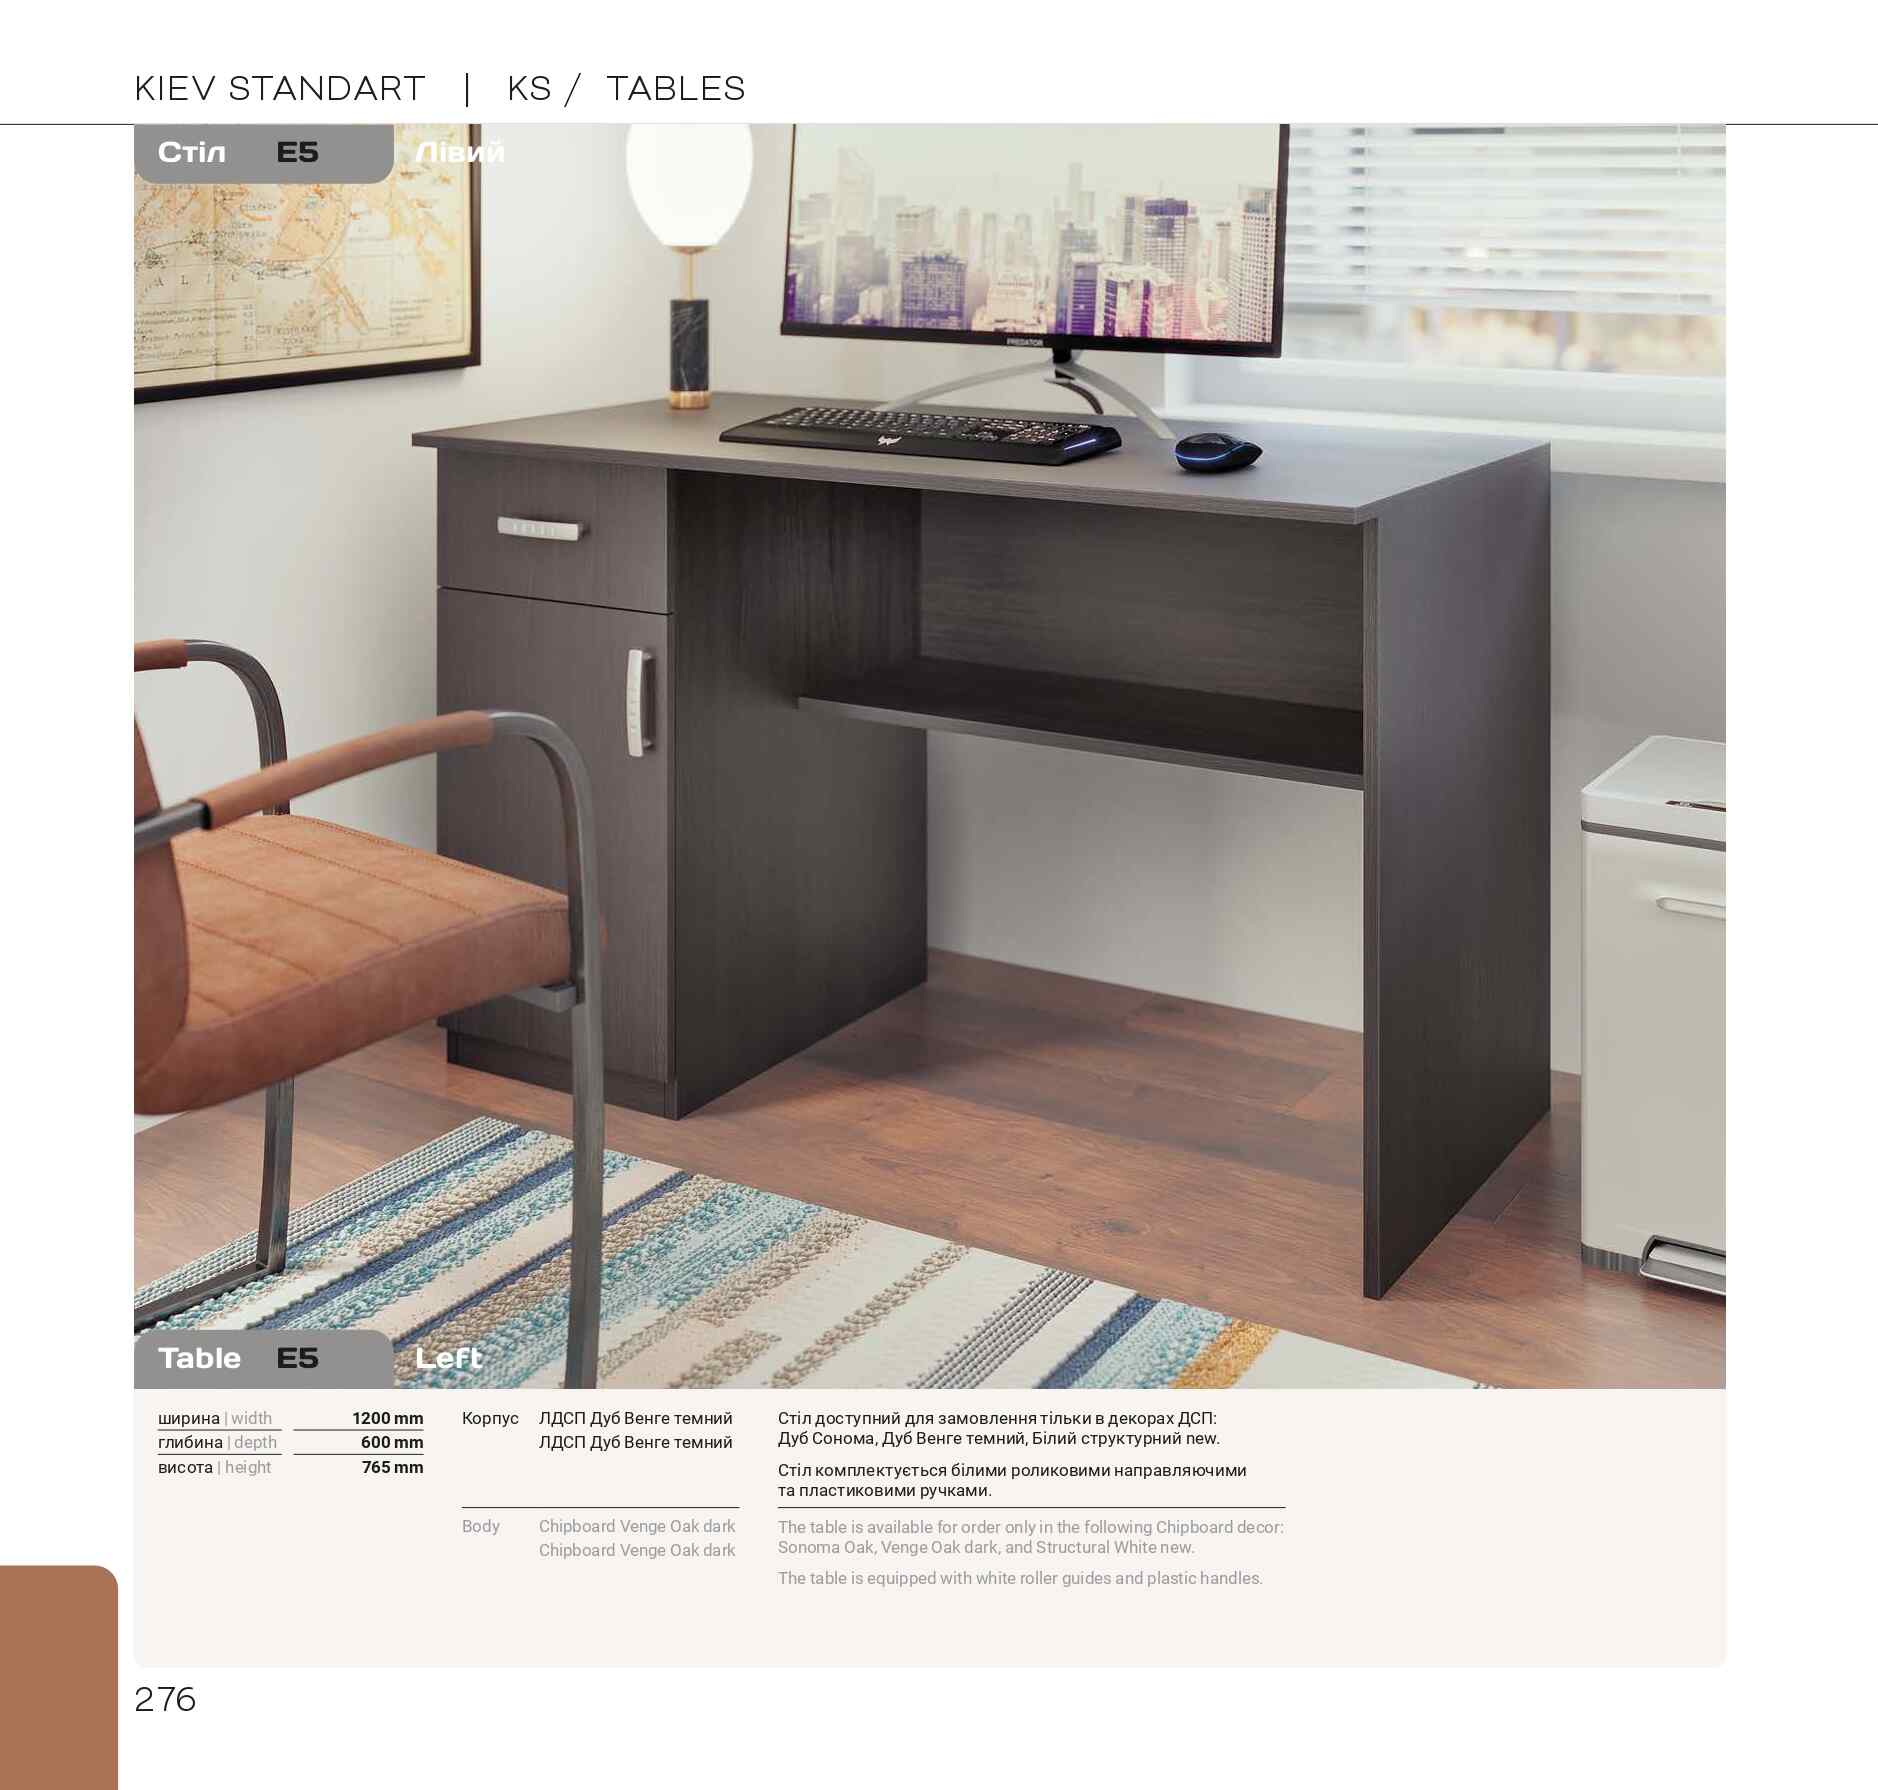 KIEV STANDART | KS / TABLES
Стіл E5 Лівий
PREDATOR
Table E5 Left
ширина | width 1200 mm
глибина | depth 600 mm
висота | height 765 mm
Корпус ЛДСП Дуб Венге темний
ЛДСП Дуб Венге темний
Body Chipboard Venge Oak dark
Chipboard Venge Oak dark
Стіл доступний для замовлення тільки в декорах ДСП:
Дуб Сонома, Дуб Венге темний, Білий структурний new.
Стіл комплектується білими роликовими направляючими
та пластиковими ручками.
The table is available for order only in the following Chipboard decor:
Sonoma Oak, Venge Oak dark, and Structural White new.
The table is equipped with white roller guides and plastic handles.
276